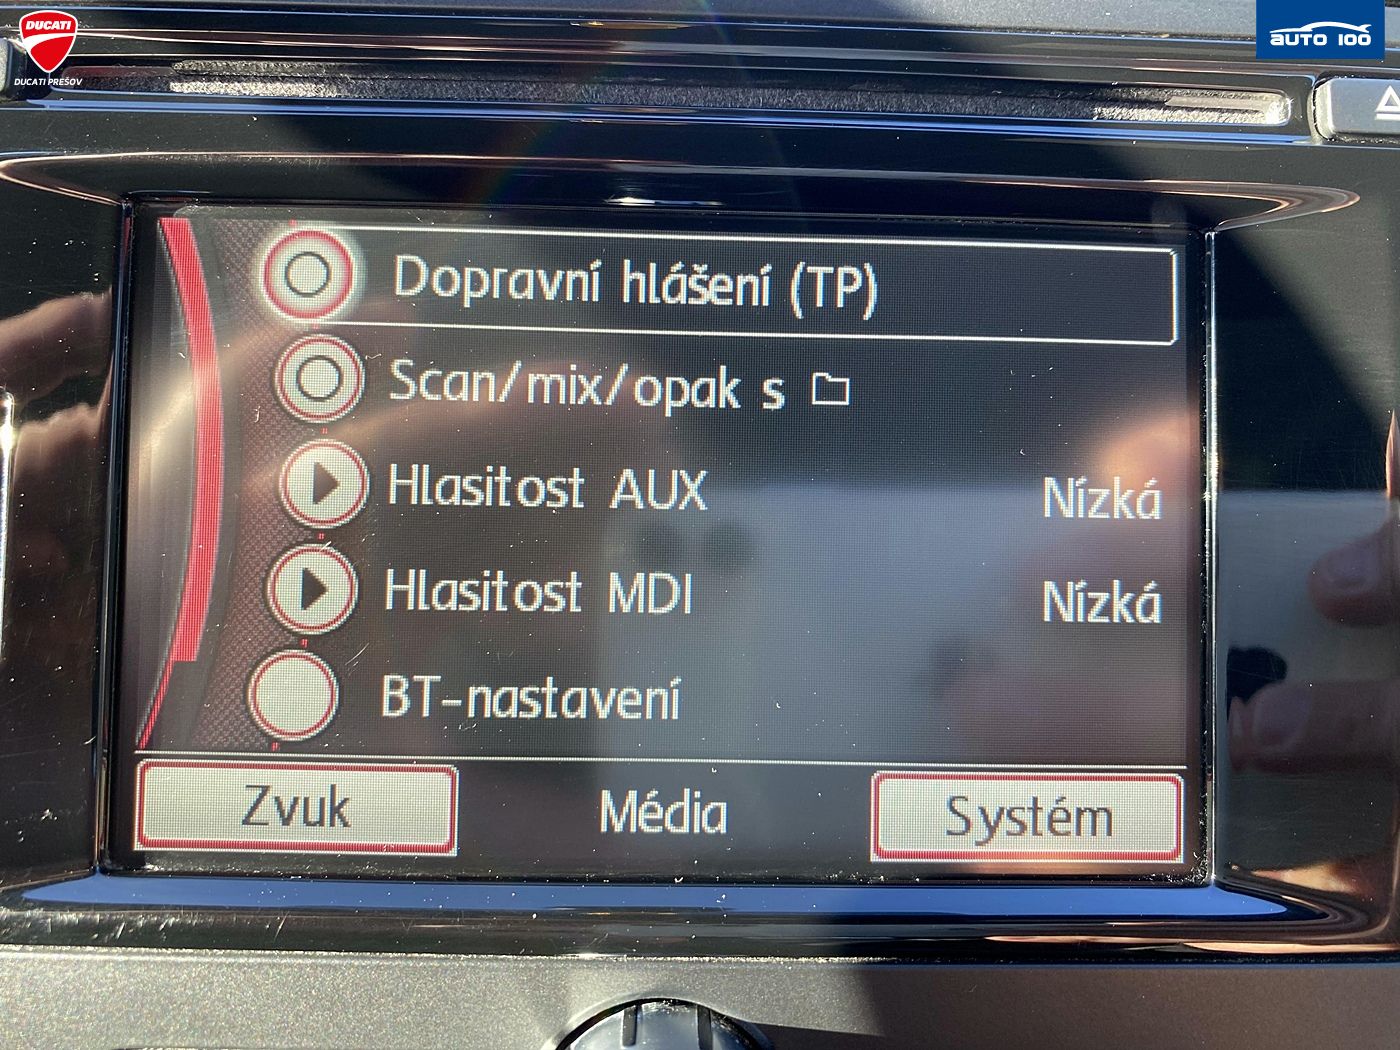 DUCATI
DUCATI PREŠOV
AUTO 100
Dopravní hlášení (TP)
Scan/mix/opak s
Hlasitost AUX Nízká
Hlasitost MDI Nízká
BT-nastavení
Zvuk Média Systém